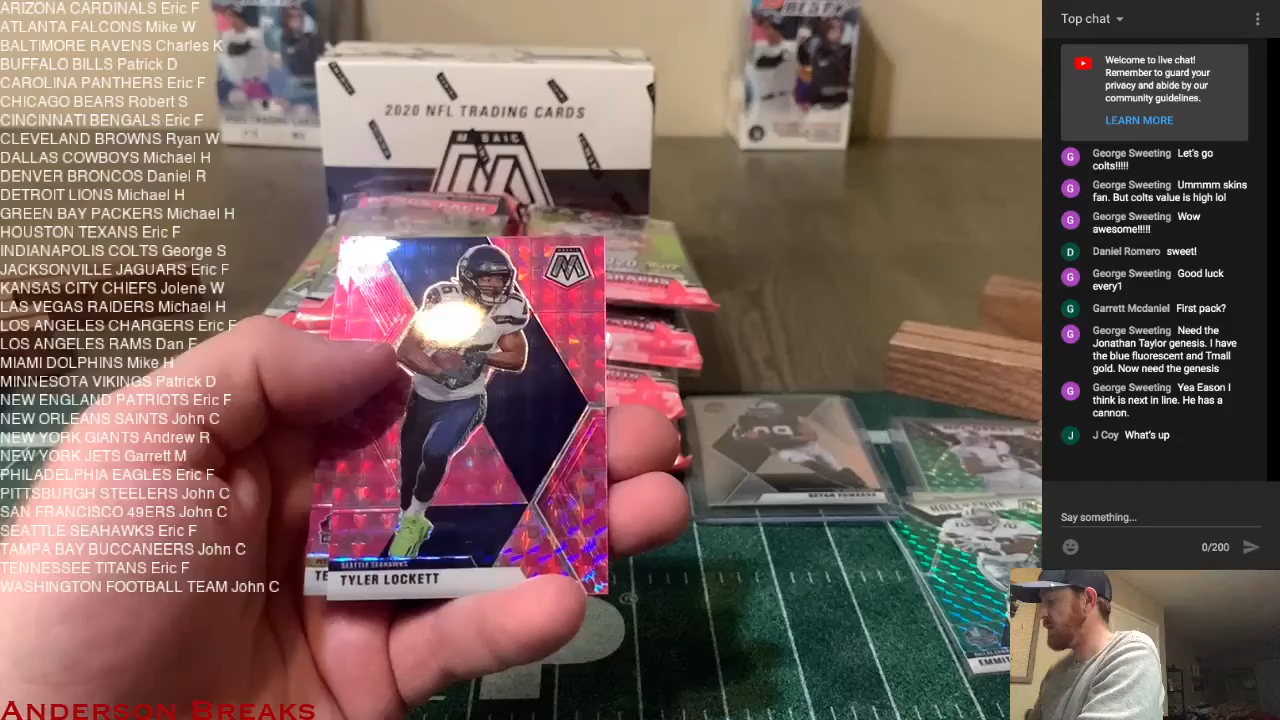 ARIZONA CARDINALS Eric F
ATLANTA FALCONS Mike W
BALTIMORE RAVENS Charles K
BUFFALO BILLS Patrick D
CAROLINA PANTHERS Eric F
CHICAGO BEARS Robert S
CINCINNATI BENGALS Eric F
CLEVELAND BROWNS Ryan W
DALLAS COWBOYS Michael H
DENVER BRONCOS Daniel R
DETROIT LIONS Michael H
GREEN BAY PACKERS Michael H
HOUSTON TEXANS Eric F
INDIANAPOLIS COLTS George S
JACKSONVILLE JAGUARS Eric F
KANSAS CITY CHIEFS Jolene W
LAS VEGAS RAIDERS Michael H
LOS ANGELES CHARGERS Eric F
LOS ANGELES RAMS Dan F
MIAMI DOLPHINS Mike H
MINNESOTA VIKINGS Patrick D
NEW ENGLAND PATRIOTS Eric F
NEW ORLEANS SAINTS John C
NEW YORK GIANTS Andrew R
NEW YORK JETS Garrett M
PHILADELPHIA EAGLES Eric F
PITTSBURGH STEELERS John C
SAN FRANCISCO 49ERS John C
SEATTLE SEAHAWKS Eric F
TAMPA BAY BUCCANEERS John C
TENNESSEE TITANS Eric F
WASHINGTON FOOTBALL TEAM John C
ANDERSON BREAKS
BEST
2020 NFL TRADING CARDS
MOSAIC
SEATTLE SEAHAWKS
TYLER LOCKETT
TE
BRYAN EDWARDS
EMMIT
Top chat
Welcome to live chat!
Remember to guard your
privacy and abide by our
community guidelines.
LEARN MORE
G George Sweeting Let's go
colts!!!!!
G George Sweeting Ummmm skins
fan. But colts value is high lol
G George Sweeting Wow
awesome!!!!!
D Daniel Romero sweet!
G George Sweeting Good luck
every1
G Garrett Mcdaniel First pack?
G George Sweeting Need the
Jonathan Taylor genesis. I have
the blue fluorescent and Tmall
gold. Now need the genesis
G George Sweeting Yea Eason I
think is next in line. He has a
cannon.
J J Coy What's up
Say something...
0/200